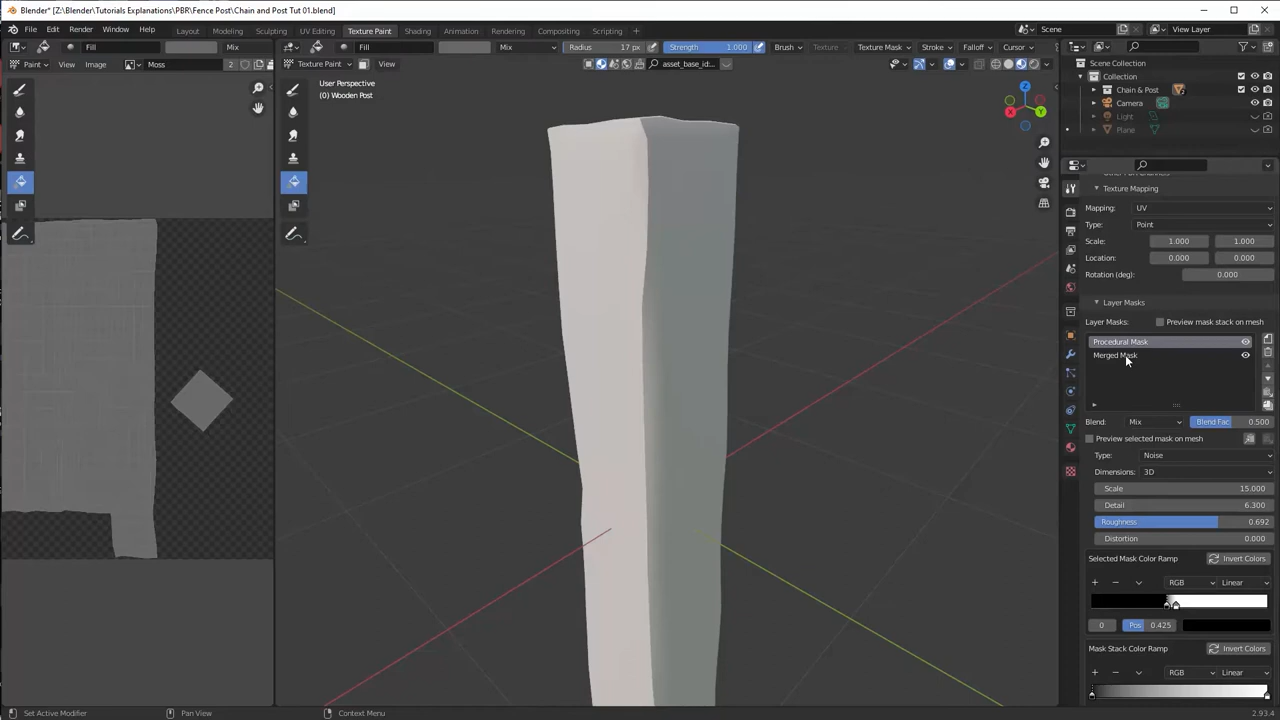 Blender* [Z:\Blender\Tutorials Explanations\PBR\Fence Post\Chain and Post Tut 01.blend]
File Edit Render Window Help Layout Modeling Sculpting UV Editing Texture Paint Shading Animation Rendering Compositing Scripting + Scene View Layer
Fill Mix Fill Mix Radius 17 px Strength 1.000 Brush Texture Texture Mask Stroke Falloff Cursor
Paint View Image Moss 2 Texture Paint View asset_base_id:...
Scene Collection
Collection
Chain & Post
Camera
Light
Plane
User Perspective
(0) Wooden Post
X Y Z
Texture Mapping
Mapping: UV
Type: Point
Scale: 1.000 1.000
Location: 0.000 0.000
Rotation (deg): 0.000
Layer Masks
Layer Masks: Preview mask stack on mesh
Procedural Mask
Merged Mask
Blend: Mix Blend Fac 0.500
Preview selected mask on mesh
Type: Noise
Dimensions: 3D
Scale 15.000
Detail 6.300
Roughness 0.692
Distortion 0.000
Selected Mask Color Ramp Invert Colors
+ − RGB Linear
0 Pos 0.425
Mask Stack Color Ramp Invert Colors
+ − RGB Linear
Set Active Modifier Pan View Context Menu 2.93.4